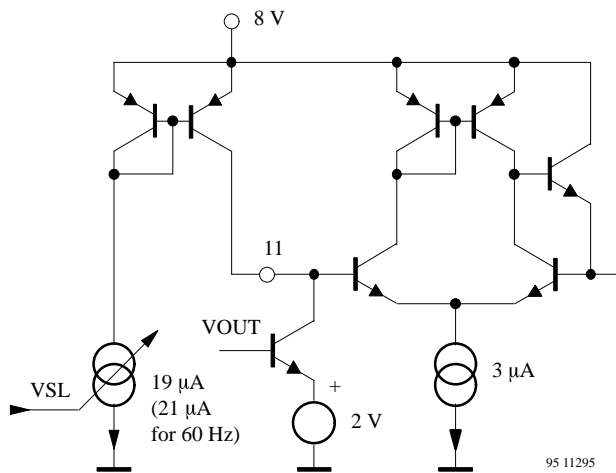 8 V
11
VOUT
VSL
19 µA
(21 µA
for 60 Hz)
+
2 V
3 µA
95 11295